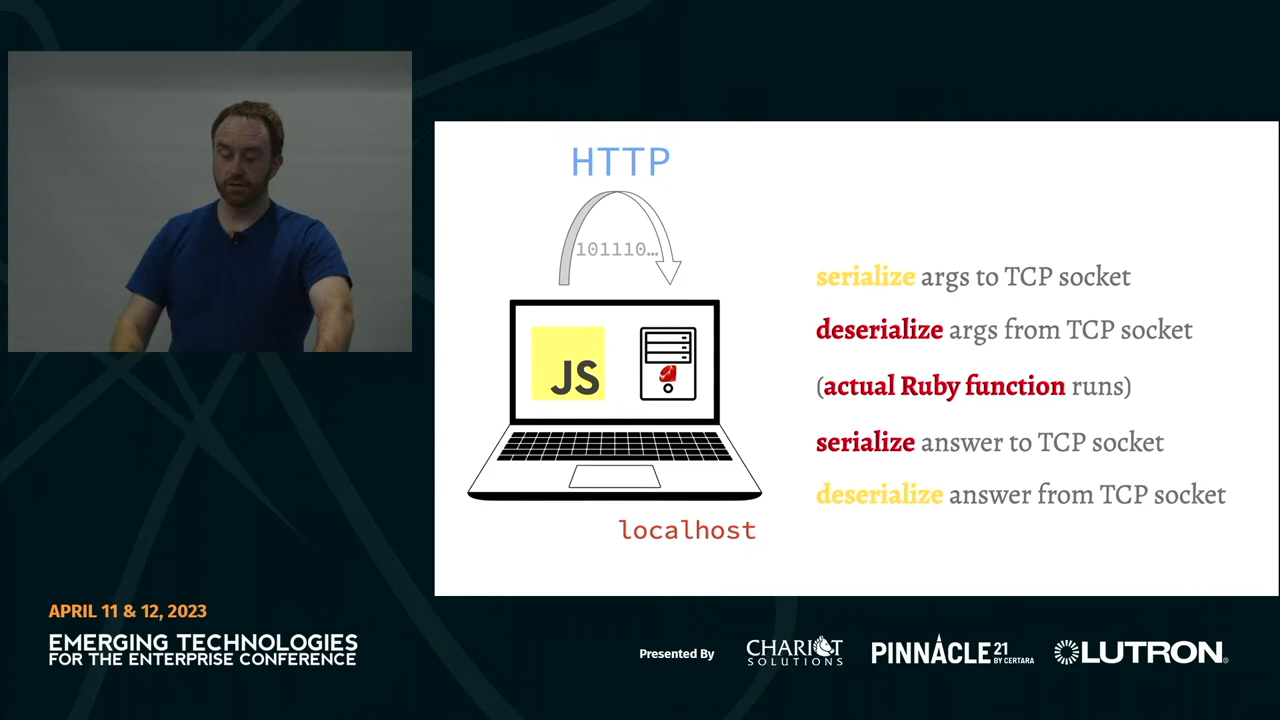 HTTP
101110…
JS
localhost
serialize args to TCP socket
deserialize args from TCP socket
(actual Ruby function runs)
serialize answer to TCP socket
deserialize answer from TCP socket
APRIL 11 & 12, 2023
EMERGING TECHNOLOGIES
FOR THE ENTERPRISE CONFERENCE
Presented By
CHARIOT
SOLUTIONS
PINNACLE 21
BY CERTARA
LUTRON®